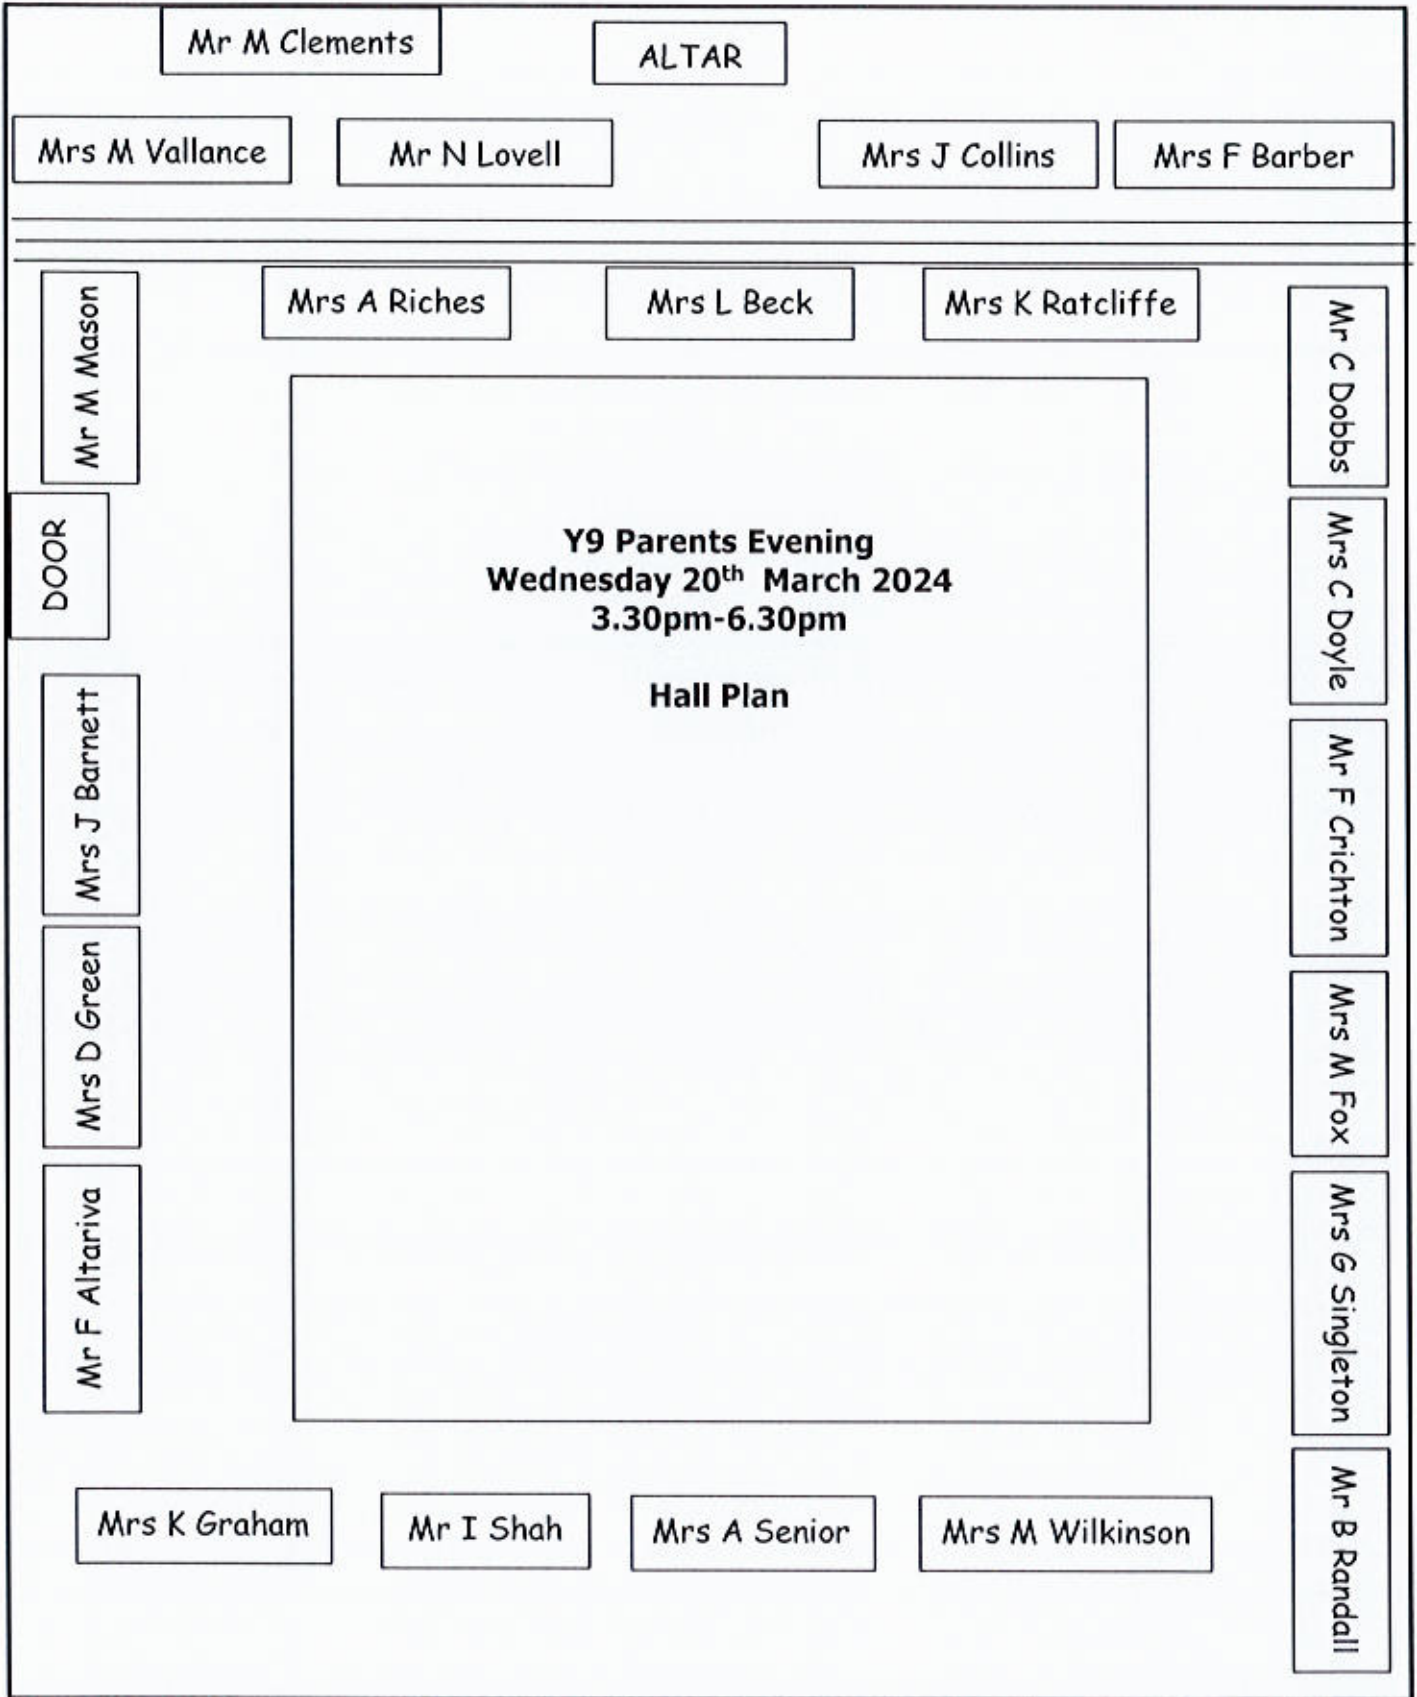 Mr M Clements
ALTAR
Mrs M Vallance
Mr N Lovell
Mrs J Collins
Mrs F Barber
Mrs A Riches
Mrs L Beck
Mrs K Ratcliffe
Mr M Mason
DOOR
Mrs J Barnett
Mrs D Green
Mr F Altariva
Y9 Parents Evening
Wednesday 20th March 2024
3.30pm-6.30pm
Hall Plan
Mr C Dobbs
Mrs C Doyle
Mr F Crichton
Mrs M Fox
Mrs G Singleton
Mr B Randall
Mrs K Graham
Mr I Shah
Mrs A Senior
Mrs M Wilkinson